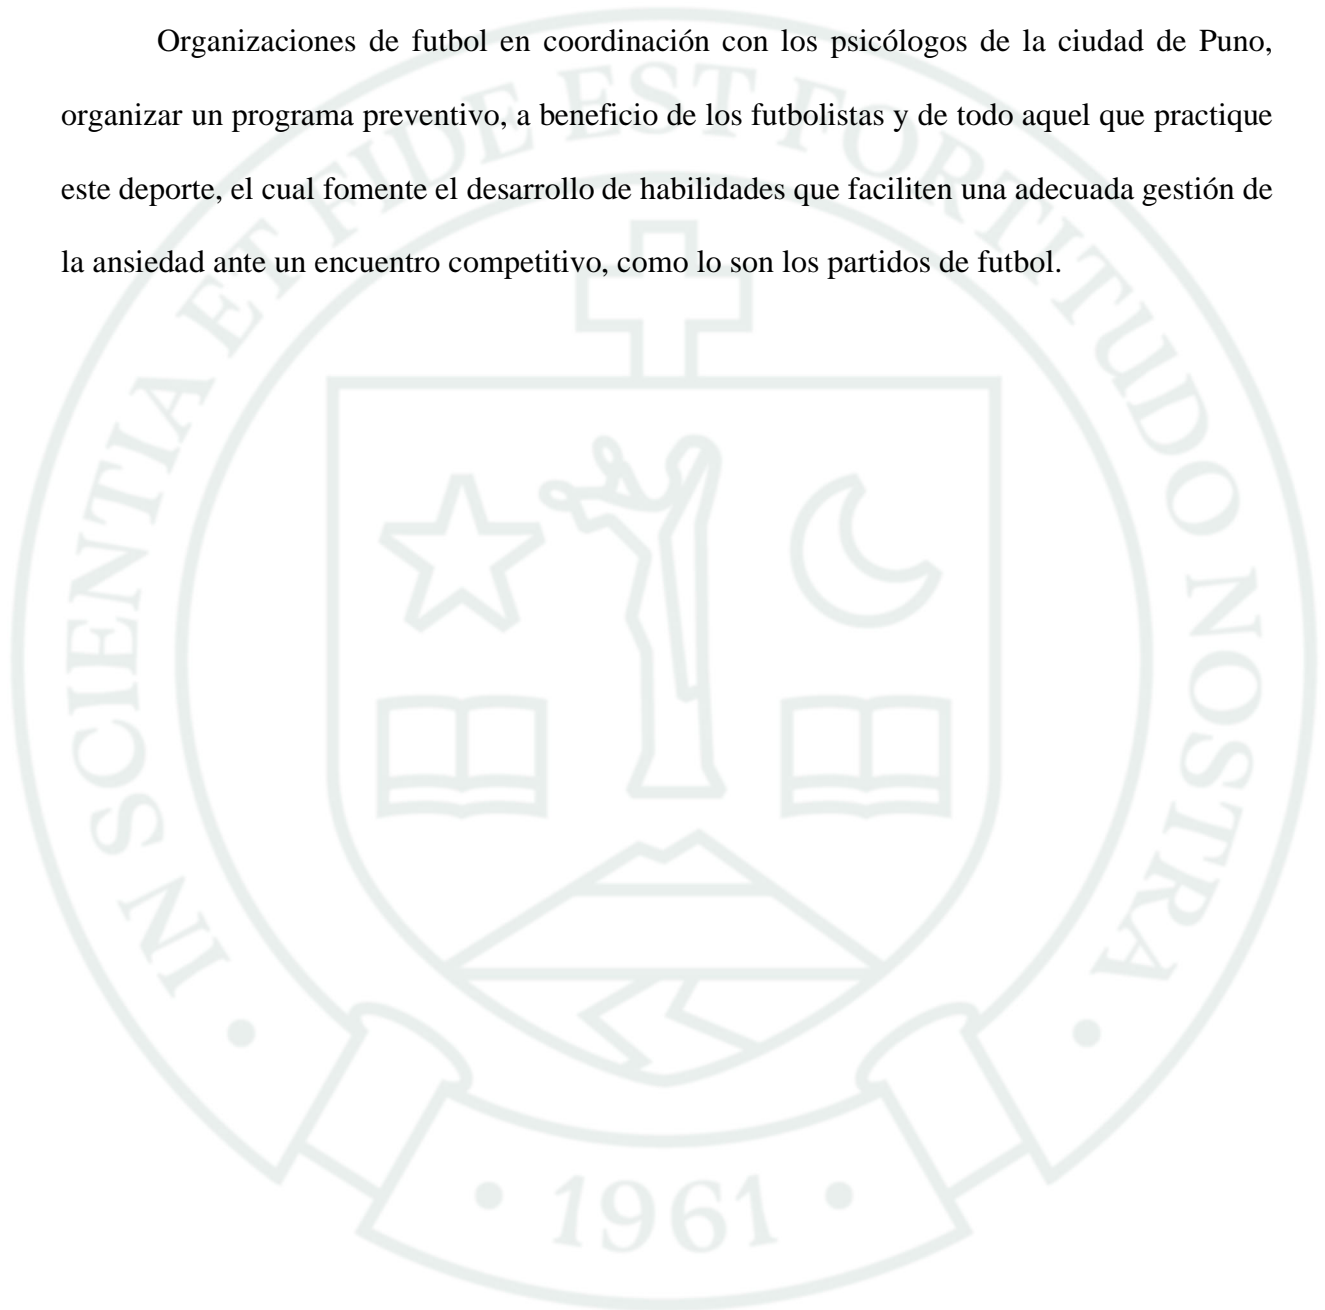 Organizaciones de futbol en coordinación con los psicólogos de la ciudad de Puno,
organizar un programa preventivo, a beneficio de los futbolistas y de todo aquel que practique
este deporte, el cual fomente el desarrollo de habilidades que faciliten una adecuada gestión de
la ansiedad ante un encuentro competitivo, como lo son los partidos de futbol.
IN SCIENTIA ET FIDE EST FORTITUDO NOSTRA
• 1961 •